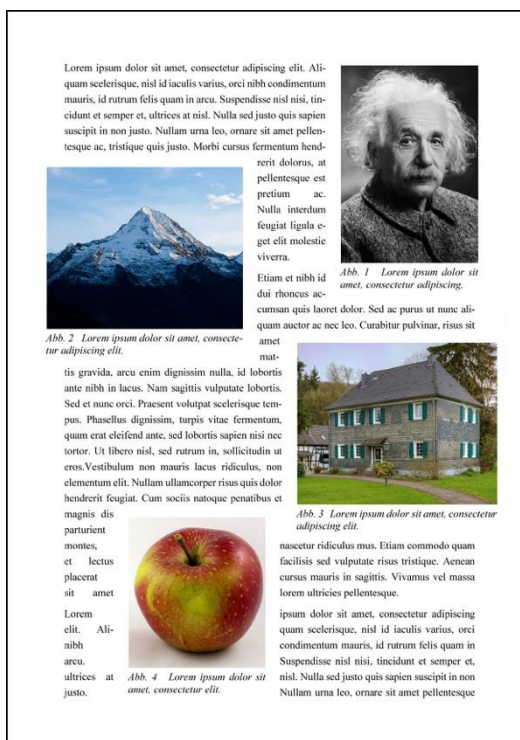 Lorem ipsum dolor sit amet, consectetur adipiscing elit. Ali-
quam scelerisque, nisl id iaculis varius, orci nibh condimentum
mauris, id rutrum felis quam in arcu. Suspendisse nisl nisi, tin-
cidunt et semper et, ultrices at nisl. Nulla sed justo quis sapien
suscipit in non justo. Nullam urna leo, ornare sit amet pellen-
tesque ac, tristique quis justo. Morbi cursus fermentum hend-
rerit dolorus, at
pellentesque est
pretium ac.
Nulla interdum
feugiat ligula e-
get elit molestie
viverra.
Abb. 1 Lorem ipsum dolor sit
amet, consectetur adipiscing.
Etiam et nibh id
dui rhoncus ac-
cumsan quis laoret dolor. Sed ac purus ut nunc ali-
quam auctor ac nec leo. Curabitur pulvinar, risus sit
Abb. 2 Lorem ipsum dolor sit amet, consecte-
tur adipiscing elit.
amet
mat-
tis gravida, arcu enim dignissim nulla, id lobortis
ante nibh in lacus. Nam sagittis vulputate lobortis.
Sed et nunc orci. Praesent volutpat scelerisque tem-
pus. Phasellus dignissim, turpis vitae fermentum,
quam erat eleifend ante, sed lobortis sapien nisi nec
tortor. Ut libero nisl, sed rutrum in, sollicitudin ut
eros.Vestibulum non mauris lacus ridiculus, non
elementum elit. Nullam ullamcorper risus quis dolor
hendrerit feugiat. Cum sociis natoque penatibus et
Abb. 3 Lorem ipsum dolor sit amet, consectetur
adipiscing elit.
magnis dis
parturient
montes, nascetur ridiculus mus. Etiam commodo quam
et lectus facilisis sed vulputate risus tristique. Aenean
placerat cursus mauris in sagittis. Vivamus vel massa
sit amet lorem ultricies pellentesque.
Lorem ipsum dolor sit amet, consectetur adipiscing
elit. Ali- quam scelerisque, nisl id iaculis varius, orci
nibh condimentum mauris, id rutrum felis quam in
arcu. Suspendisse nisl nisi, tincidunt et semper et,
ultrices at nisl. Nulla sed justo quis sapien suscipit in non
justo. Nullam urna leo, ornare sit amet pellentesque
Abb. 4 Lorem ipsum dolor sit
amet, consectetur elit.